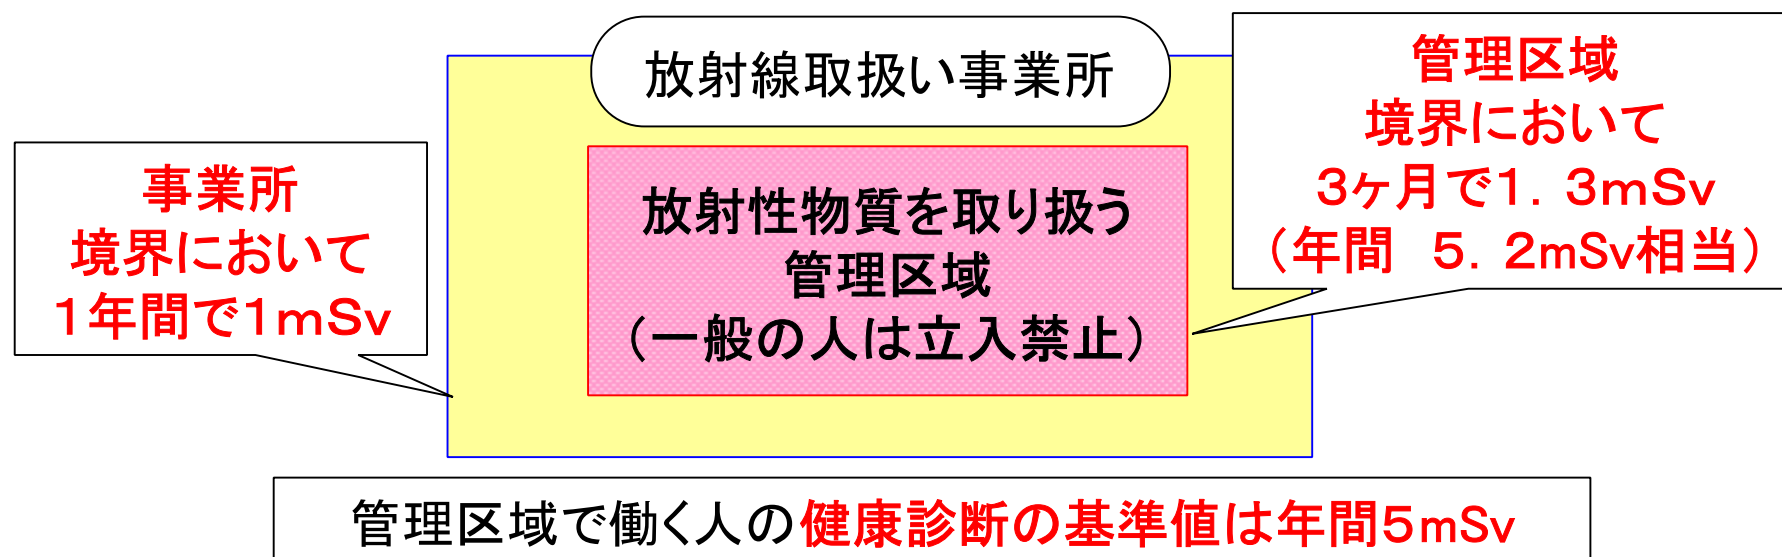 放射線取扱い事業所
事業所
境界において
１年間で１ｍSv
放射性物質を取り扱う
管理区域
（一般の人は立入禁止）
管理区域
境界において
３ヶ月で１．３ｍSv
（年間　５．２mSv相当）
管理区域で働く人の健康診断の基準値は年間５mSv